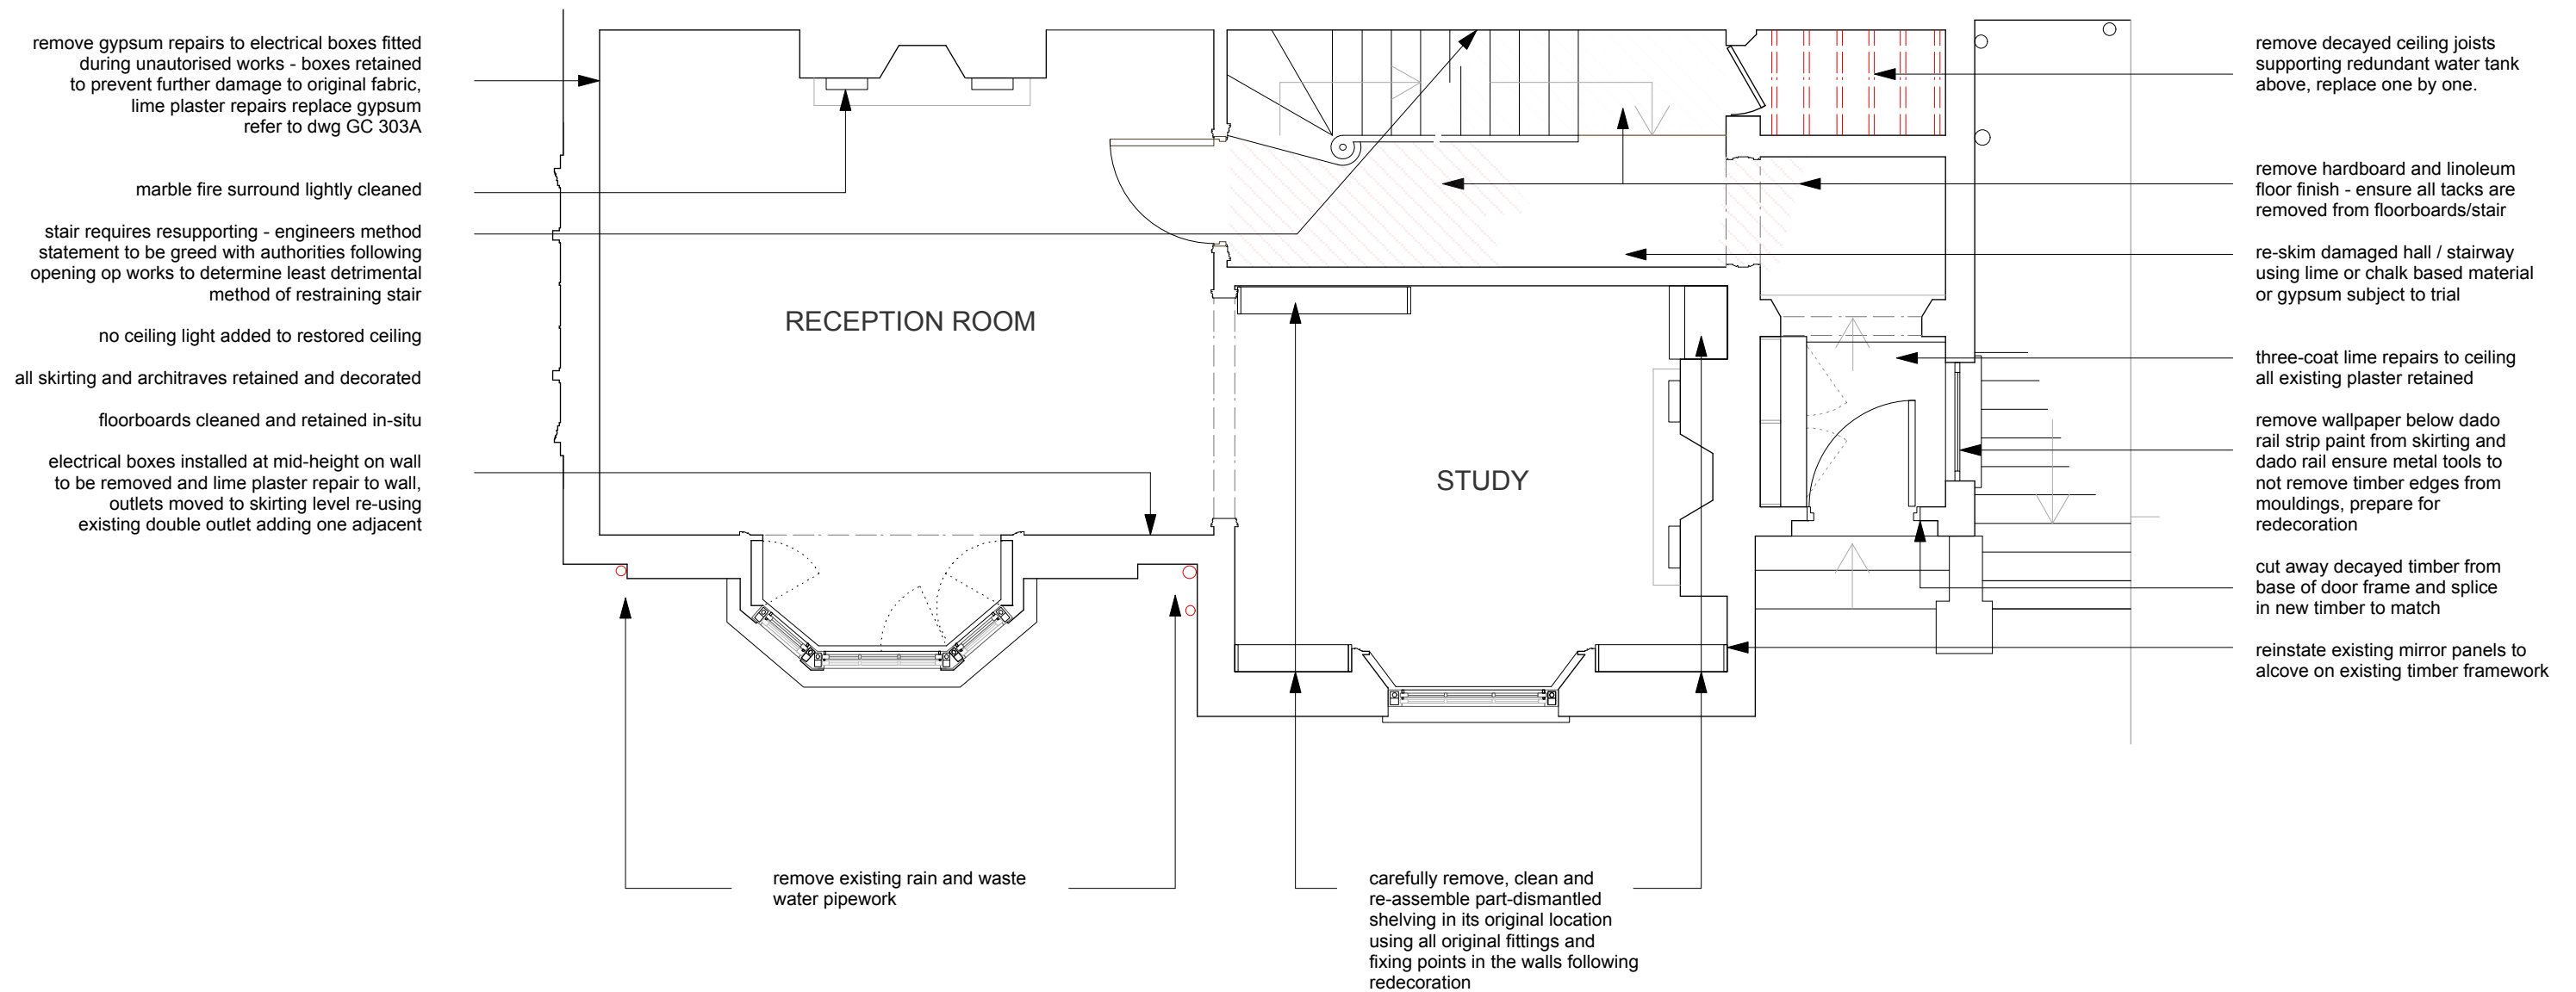 remove gypsum repairs to electrical boxes fitted
during unautorised works - boxes retained
to prevent further damage to original fabric,
lime plaster repairs replace gypsum
refer to dwg GC 303A
marble fire surround lightly cleaned
stair requires resupporting - engineers method
statement to be greed with authorities following
opening op works to determine least detrimental
method of restraining stair
no ceiling light added to restored ceiling
all skirting and architraves retained and decorated
floorboards cleaned and retained in-situ
electrical boxes installed at mid-height on wall
to be removed and lime plaster repair to wall,
outlets moved to skirting level re-using
existing double outlet adding one adjacent
RECEPTION ROOM
STUDY
remove existing rain and waste
water pipework
carefully remove, clean and
re-assemble part-dismantled
shelving in its original location
using all original fittings and
fixing points in the walls following
redecoration
remove decayed ceiling joists
supporting redundant water tank
above, replace one by one.
remove hardboard and linoleum
floor finish - ensure all tacks are
removed from floorboards/stair
re-skim damaged hall / stairway
using lime or chalk based material
or gypsum subject to trial
three-coat lime repairs to ceiling
all existing plaster retained
remove wallpaper below dado
rail strip paint from skirting and
dado rail ensure metal tools to
not remove timber edges from
mouldings, prepare for
redecoration
cut away decayed timber from
base of door frame and splice
in new timber to match
reinstate existing mirror panels to
alcove on existing timber framework